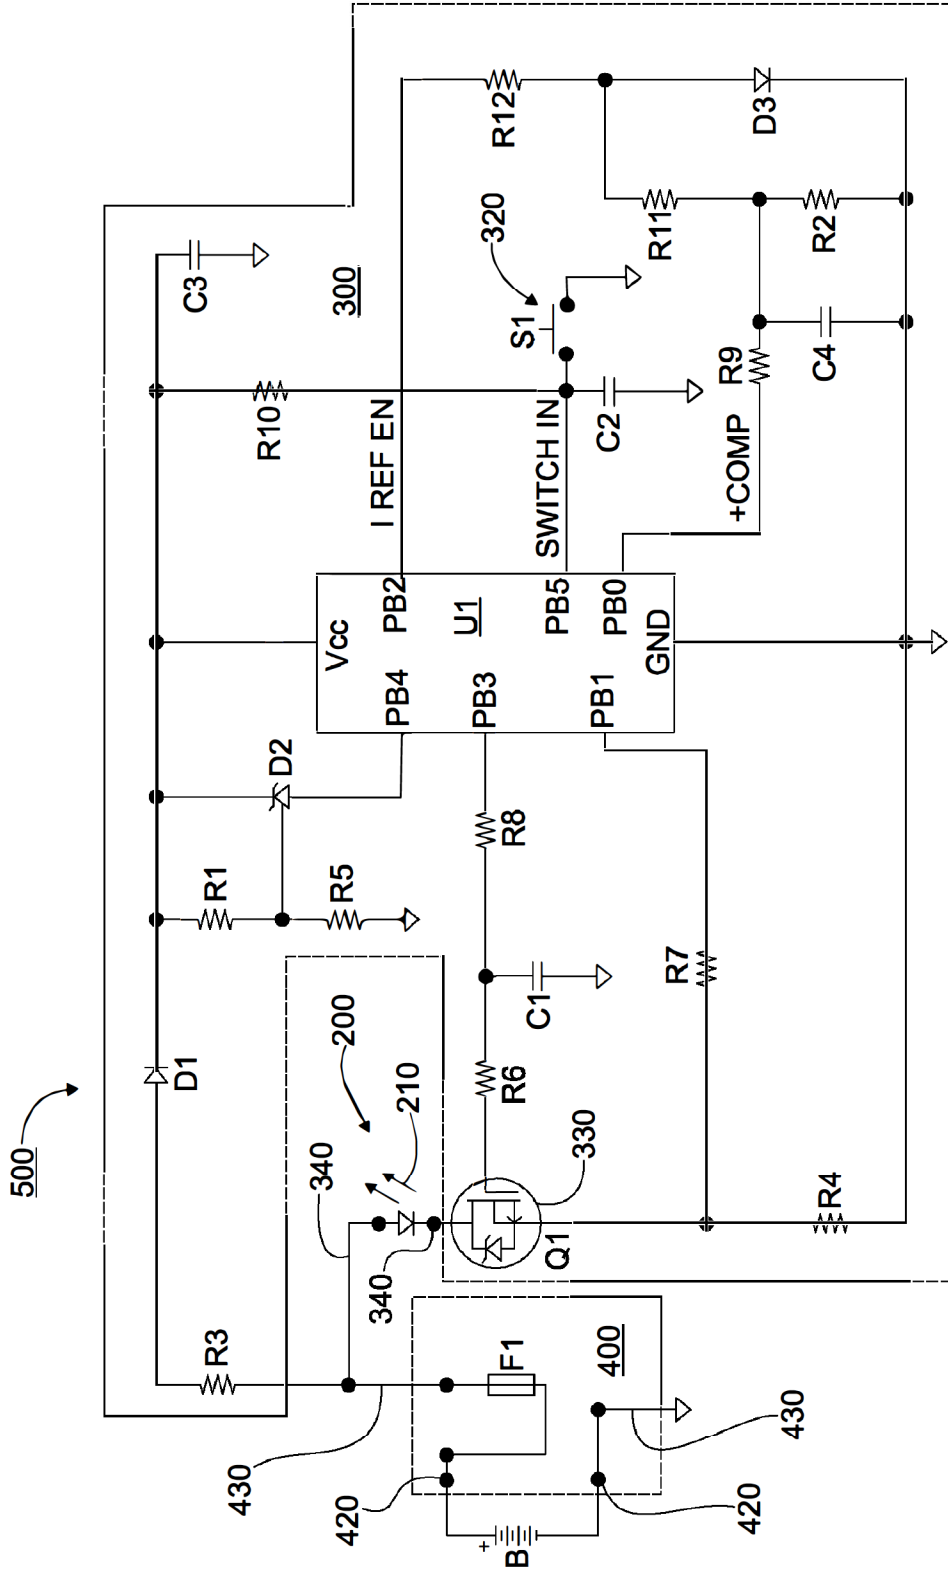 500
D1
C3
R3
R1
430
R10
D2
340
200
R5
Vcc
300
420
340
I REF EN
PB4
PB2
210
U1
PB3
+
320
R12
F1
R6
R8
B
S1
C1
SWITCH IN
Q1
PB5
330
400
PB1
PB0
C2
GND
R11
R7
R9
+COMP
420
D3
430
R4
C4
R2